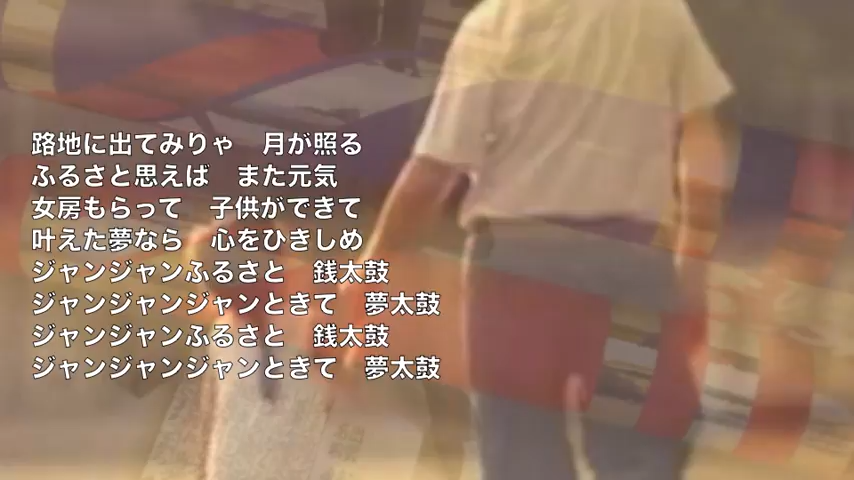 路地に出てみりゃ　月が照る
ふるさと思えば　また元気
女房もらって　子供ができて
叶えた夢なら　心をひきしめ
ジャンジャンふるさと　銭太鼓
ジャンジャンジャンときて　夢太鼓
ジャンジャンふるさと　銭太鼓
ジャンジャンジャンときて　夢太鼓